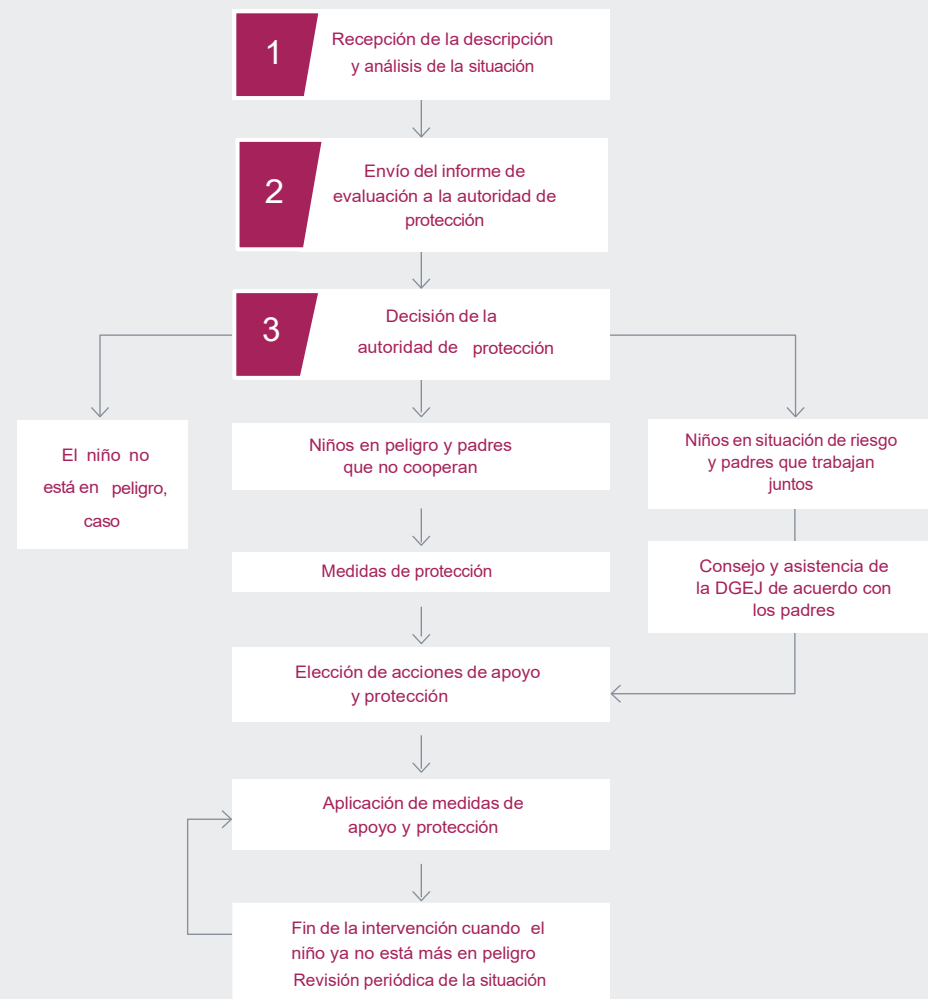 1
Recepción de la descripción
y análisis de la situación
2
Envío del informe de
evaluación a la autoridad de
protección
3
Decisión de la
autoridad de protección
El niño no
está en peligro,
caso
Niños en peligro y padres
que no cooperan
Niños en situación de riesgo
y padres que trabajan
juntos
Medidas de protección
Consejo y asistencia de
la DGEJ de acuerdo con
los padres
Elección de acciones de apoyo
y protección
Aplicación de medidas de
apoyo y protección
Fin de la intervención cuando el
niño ya no está más en peligro
Revisión periódica de la situación